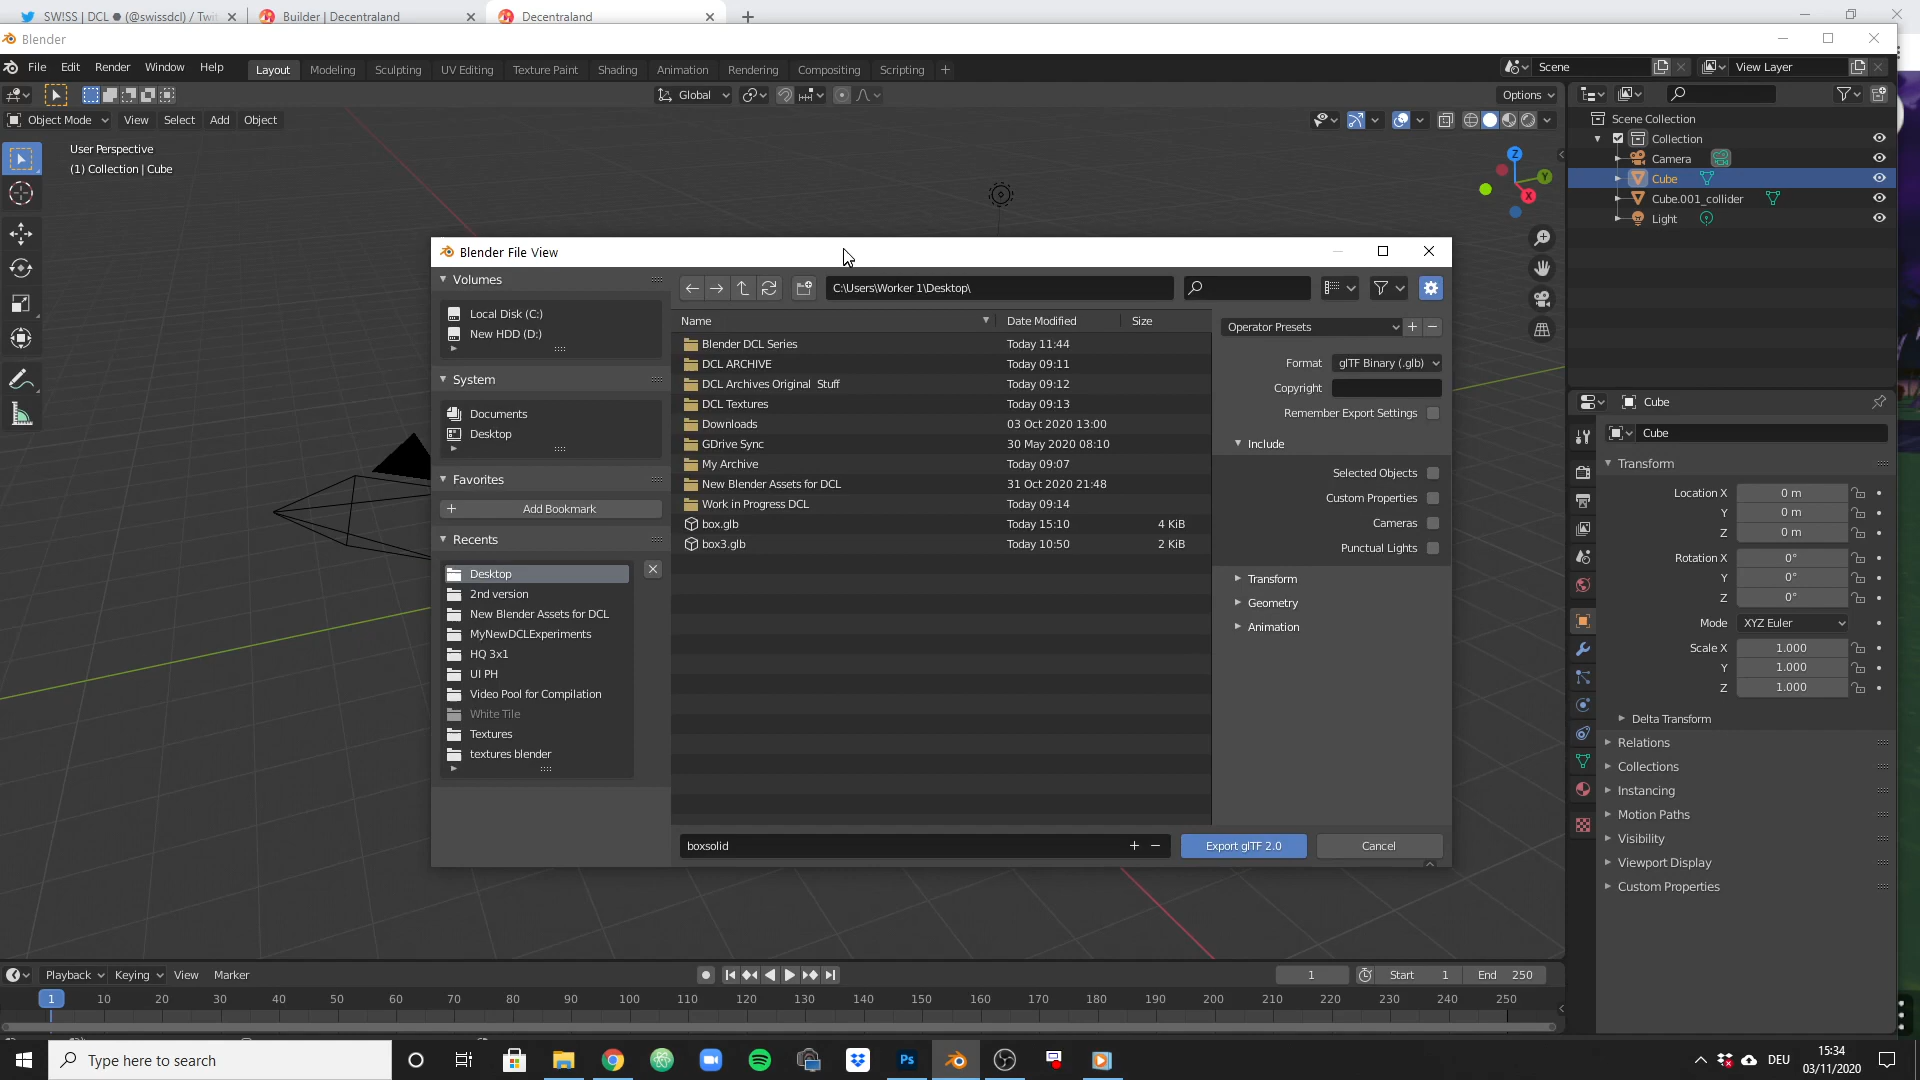 SWISS | DCL ● (@swissdcl) / Twit
Builder | Decentraland
Decentraland
Blender
File Edit Render Window Help
Layout Modeling Sculpting UV Editing Texture Paint Shading Animation Rendering Compositing Scripting +
Scene
View Layer
Global
Options
Object Mode View Select Add Object
User Perspective
(1) Collection | Cube
Z
Y
X
Scene Collection
Collection
Camera
Cube
Cube.001_collider
Light
Blender File View
Volumes
Local Disk (C:)
New HDD (D:)
System
Documents
Desktop
Favorites
Add Bookmark
Recents
Desktop
2nd version
New Blender Assets for DCL
MyNewDCLExperiments
HQ 3x1
UI PH
Video Pool for Compilation
White Tile
Textures
textures blender
C:\Users\Worker 1\Desktop\
Name Date Modified Size
Blender DCL Series Today 11:44
DCL ARCHIVE Today 09:11
DCL Archives Original  Stuff Today 09:12
DCL Textures Today 09:13
Downloads 03 Oct 2020 13:00
GDrive Sync 30 May 2020 08:10
My Archive Today 09:07
New Blender Assets for DCL 31 Oct 2020 21:48
Work in Progress DCL Today 09:14
box.glb Today 15:10 4 KiB
box3.glb Today 10:50 2 KiB
boxsolid
Operator Presets
Format glTF Binary (.glb)
Copyright
Remember Export Settings
Include
Selected Objects
Custom Properties
Cameras
Punctual Lights
Transform
Geometry
Animation
Export glTF 2.0
Cancel
Cube
Cube
Transform
Location X 0 m
Y 0 m
Z 0 m
Rotation X 0°
Y 0°
Z 0°
Mode XYZ Euler
Scale X 1.000
Y 1.000
Z 1.000
Delta Transform
Relations
Collections
Instancing
Motion Paths
Visibility
Viewport Display
Custom Properties
Playback Keying View Marker
1 Start 1 End 250
1 10 20 30 40 50 60 70 80 90 100 110 120 130 140 150 160 170 180 190 200 210 220 230 240 250
Type here to search
Ps
DEU
15:34
03/11/2020